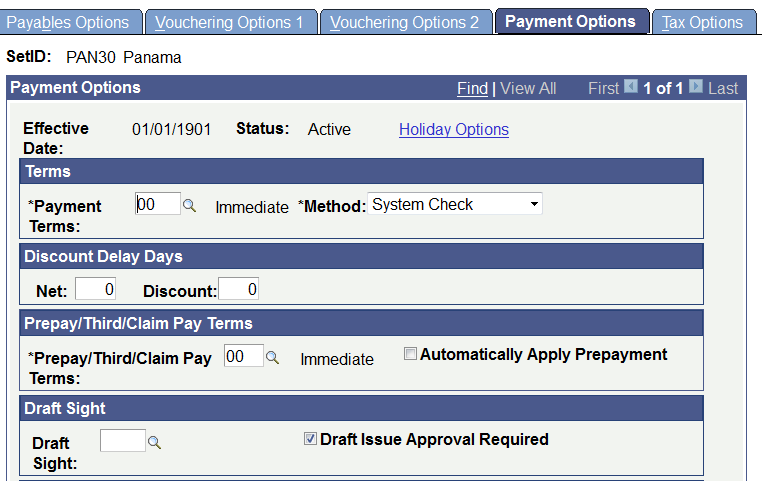 Payables Options Vouchering Options 1 Vouchering Options 2 Payment Options Tax Options
SetID: PAN30 Panama
Payment Options Find | View All First 1 of 1 Last
Effective Date: 01/01/1901 Status: Active Holiday Options
Terms
*Payment Terms: 00 Immediate *Method: System Check
Discount Delay Days
Net: 0 Discount: 0
Prepay/Third/Claim Pay Terms
*Prepay/Third/Claim Pay Terms: 00 Immediate Automatically Apply Prepayment
Draft Sight
Draft Sight: Draft Issue Approval Required